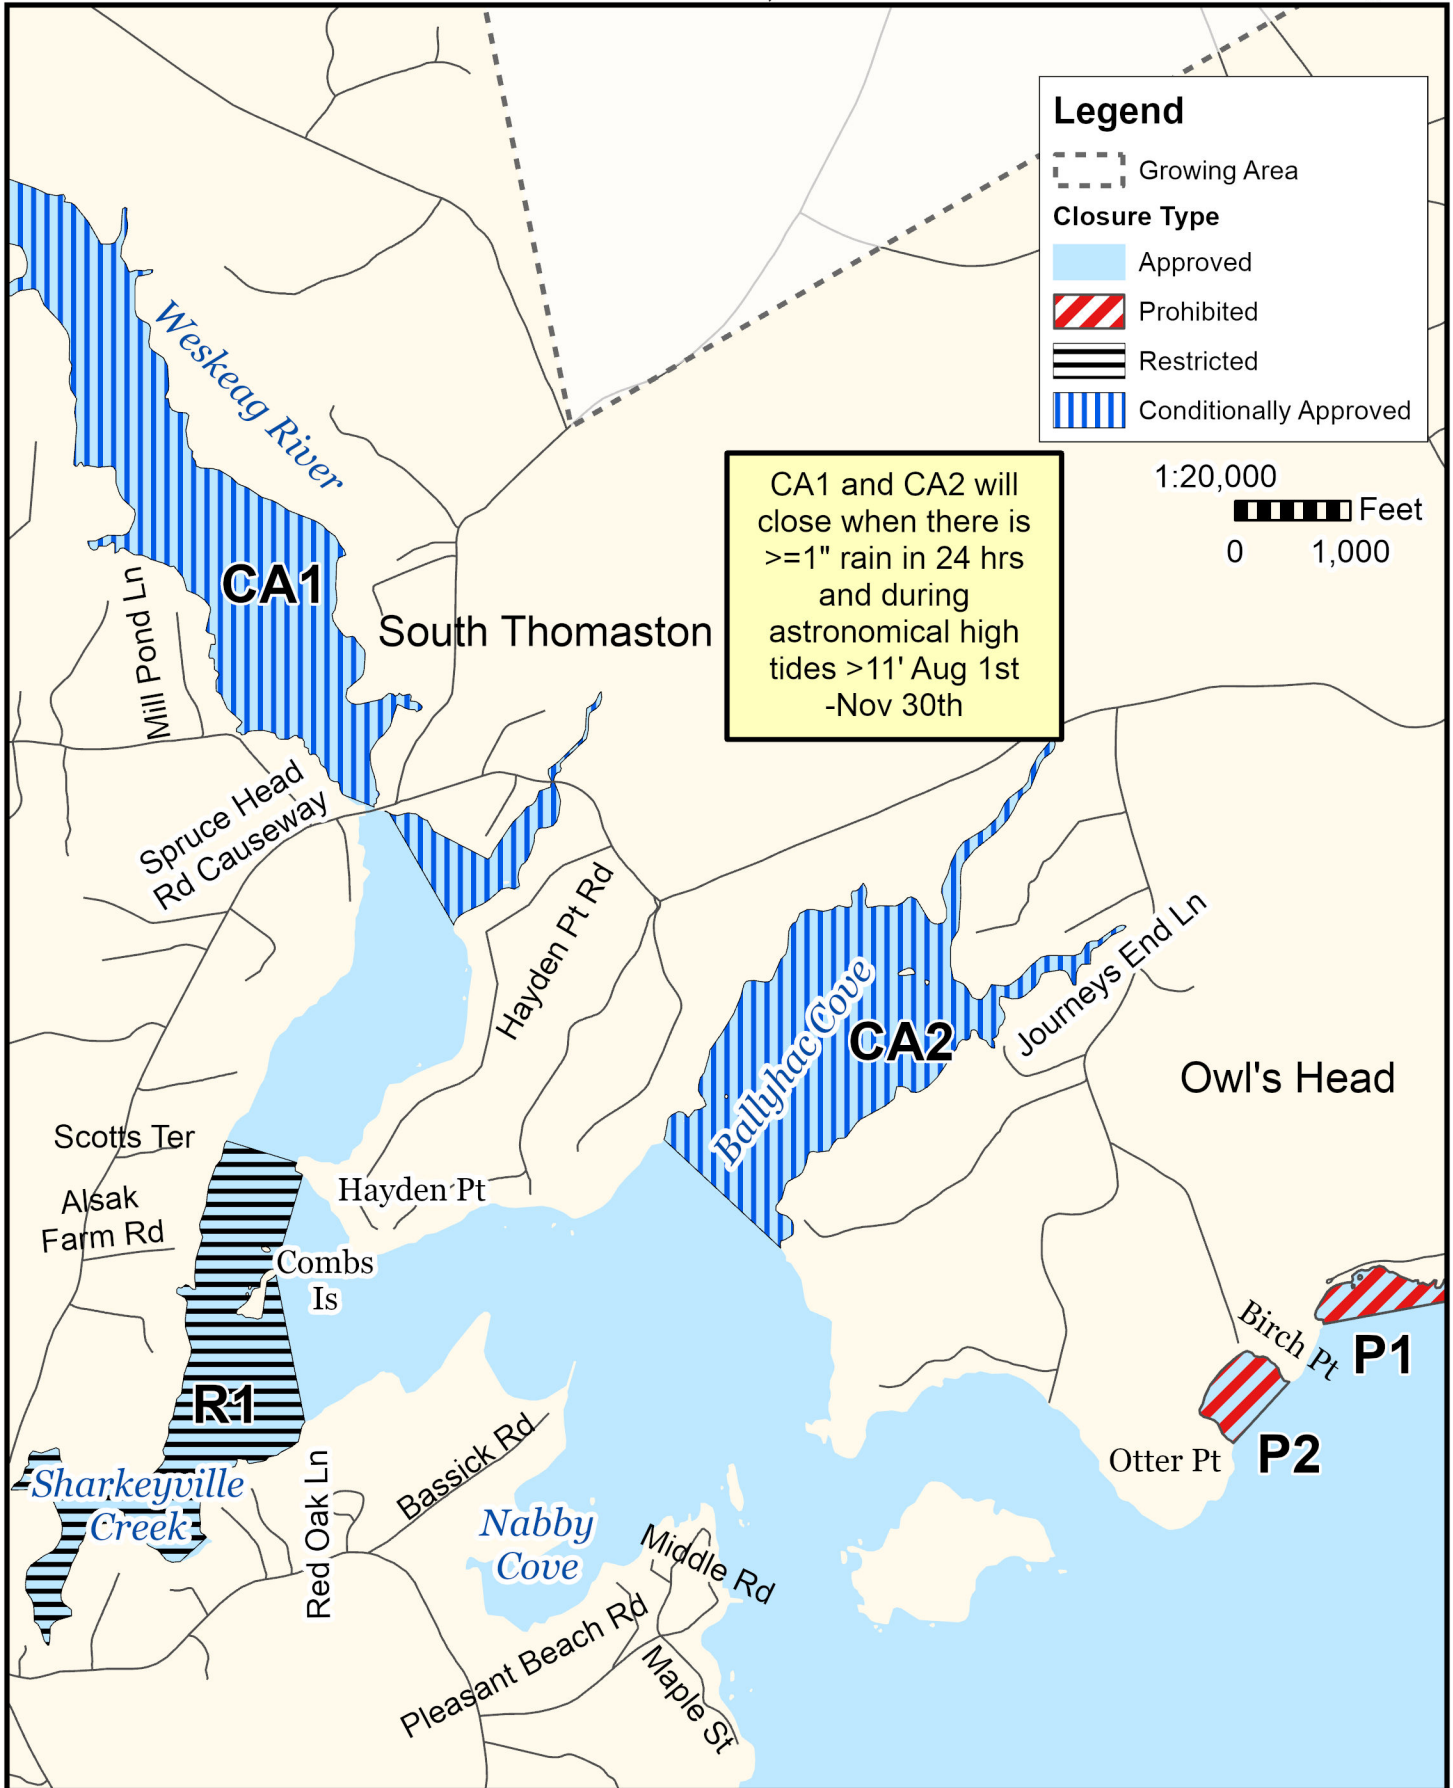 Legend
Growing Area
Closure Type
Approved
Prohibited
Restricted
Conditionally Approved
1:20,000
Feet
0 1,000
Weskeag River
CA1 and CA2 will
close when there is
>=1" rain in 24 hrs
and during
astronomical high
tides >11' Aug 1st
-Nov 30th
CA1
South Thomaston
Mill Pond Ln
Spruce Head
Rd Causeway
Hayden Pt Rd
Ballyhac Cove
CA2
Journeys End Ln
Owl's Head
Scotts Ter
Alsak
Farm Rd
Hayden Pt
Combs
Is
Birch Pt
P1
R1
P2
Otter Pt
Sharkeyville
Creek
Red Oak Ln
Bassick Rd
Nabby
Cove
Middle Rd
Pleasant Beach Rd
Maple St